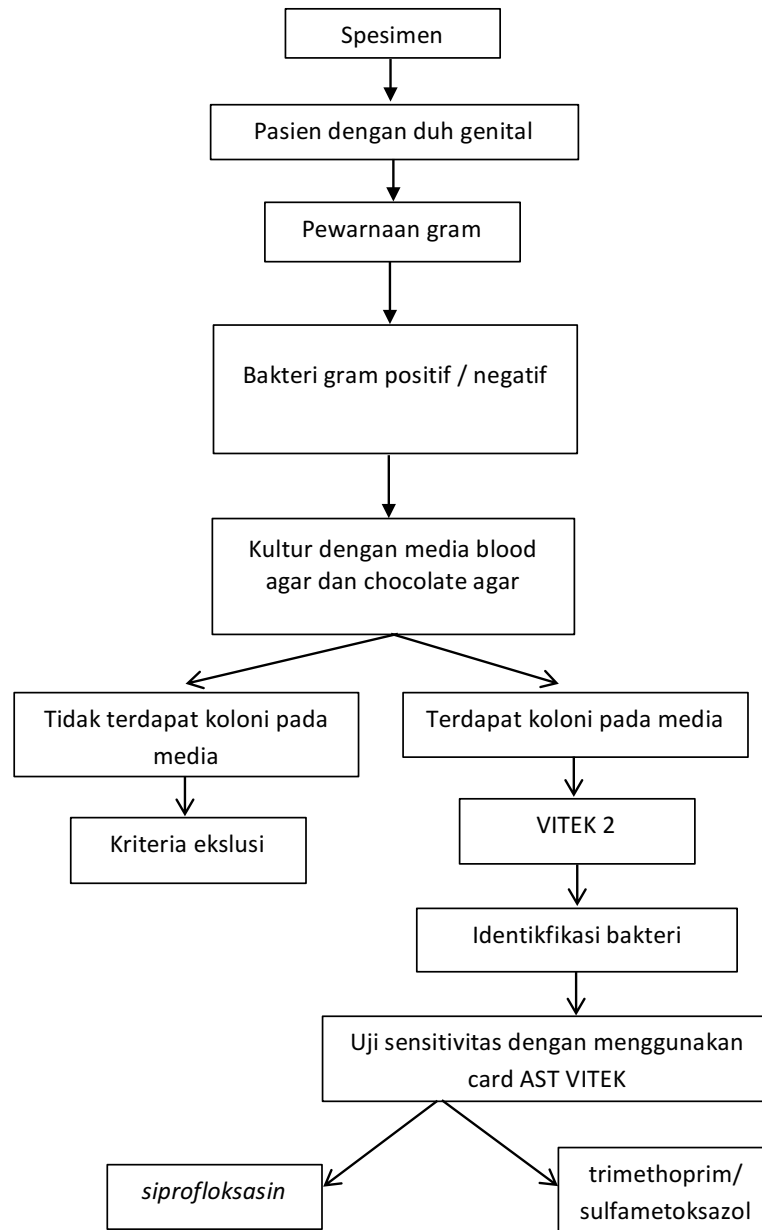 Spesimen
Pasien dengan duh genital
Pewarnaan gram
Bakteri gram positif / negatif
Kultur dengan media blood
agar dan chocolate agar
Tidak terdapat koloni pada
media
Terdapat koloni pada media
Kriteria ekslusi
VITEK 2
Identikfikasi bakteri
Uji sensitivitas dengan menggunakan
card AST VITEK
siprofloksasin
trimethoprim/
sulfametoksazol